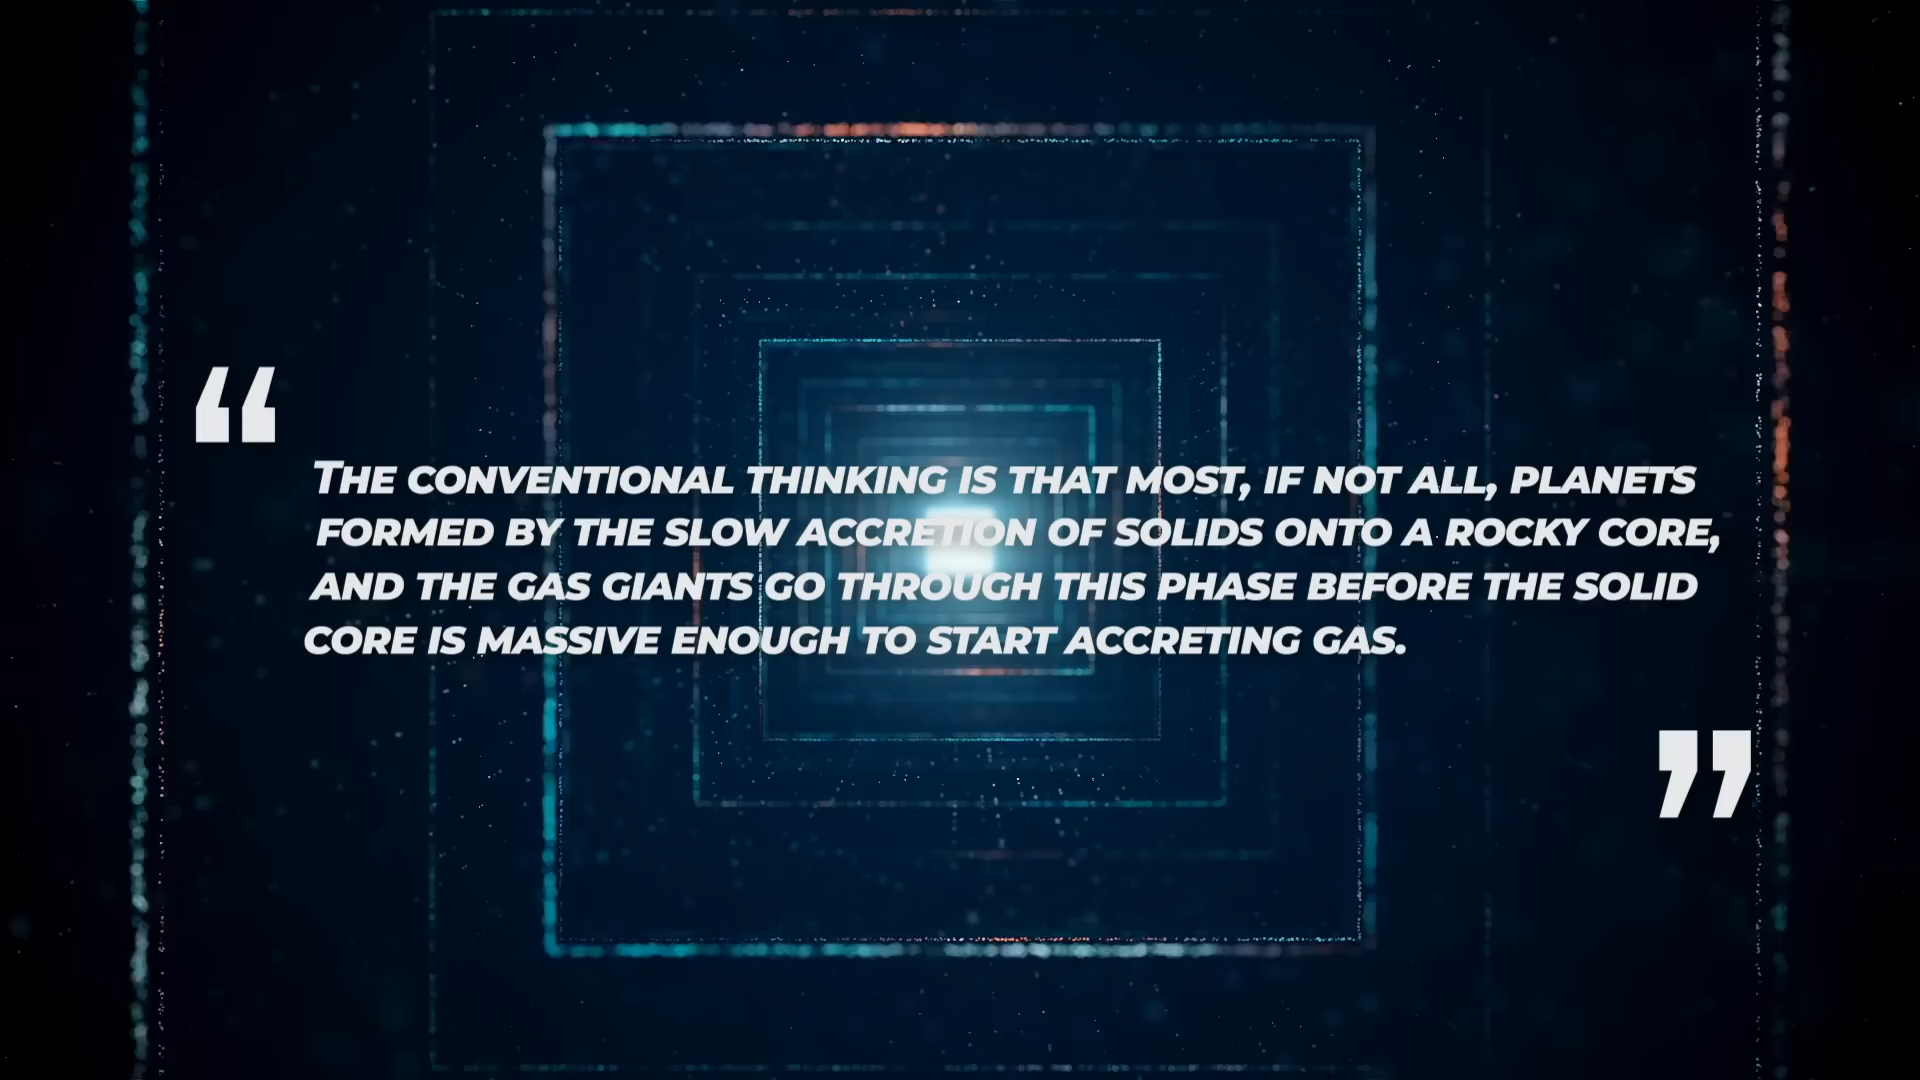 “
THE CONVENTIONAL THINKING IS THAT MOST, IF NOT ALL, PLANETS
FORMED BY THE SLOW ACCRETION OF SOLIDS ONTO A ROCKY CORE,
AND THE GAS GIANTS GO THROUGH THIS PHASE BEFORE THE SOLID
CORE IS MASSIVE ENOUGH TO START ACCRETING GAS.
”